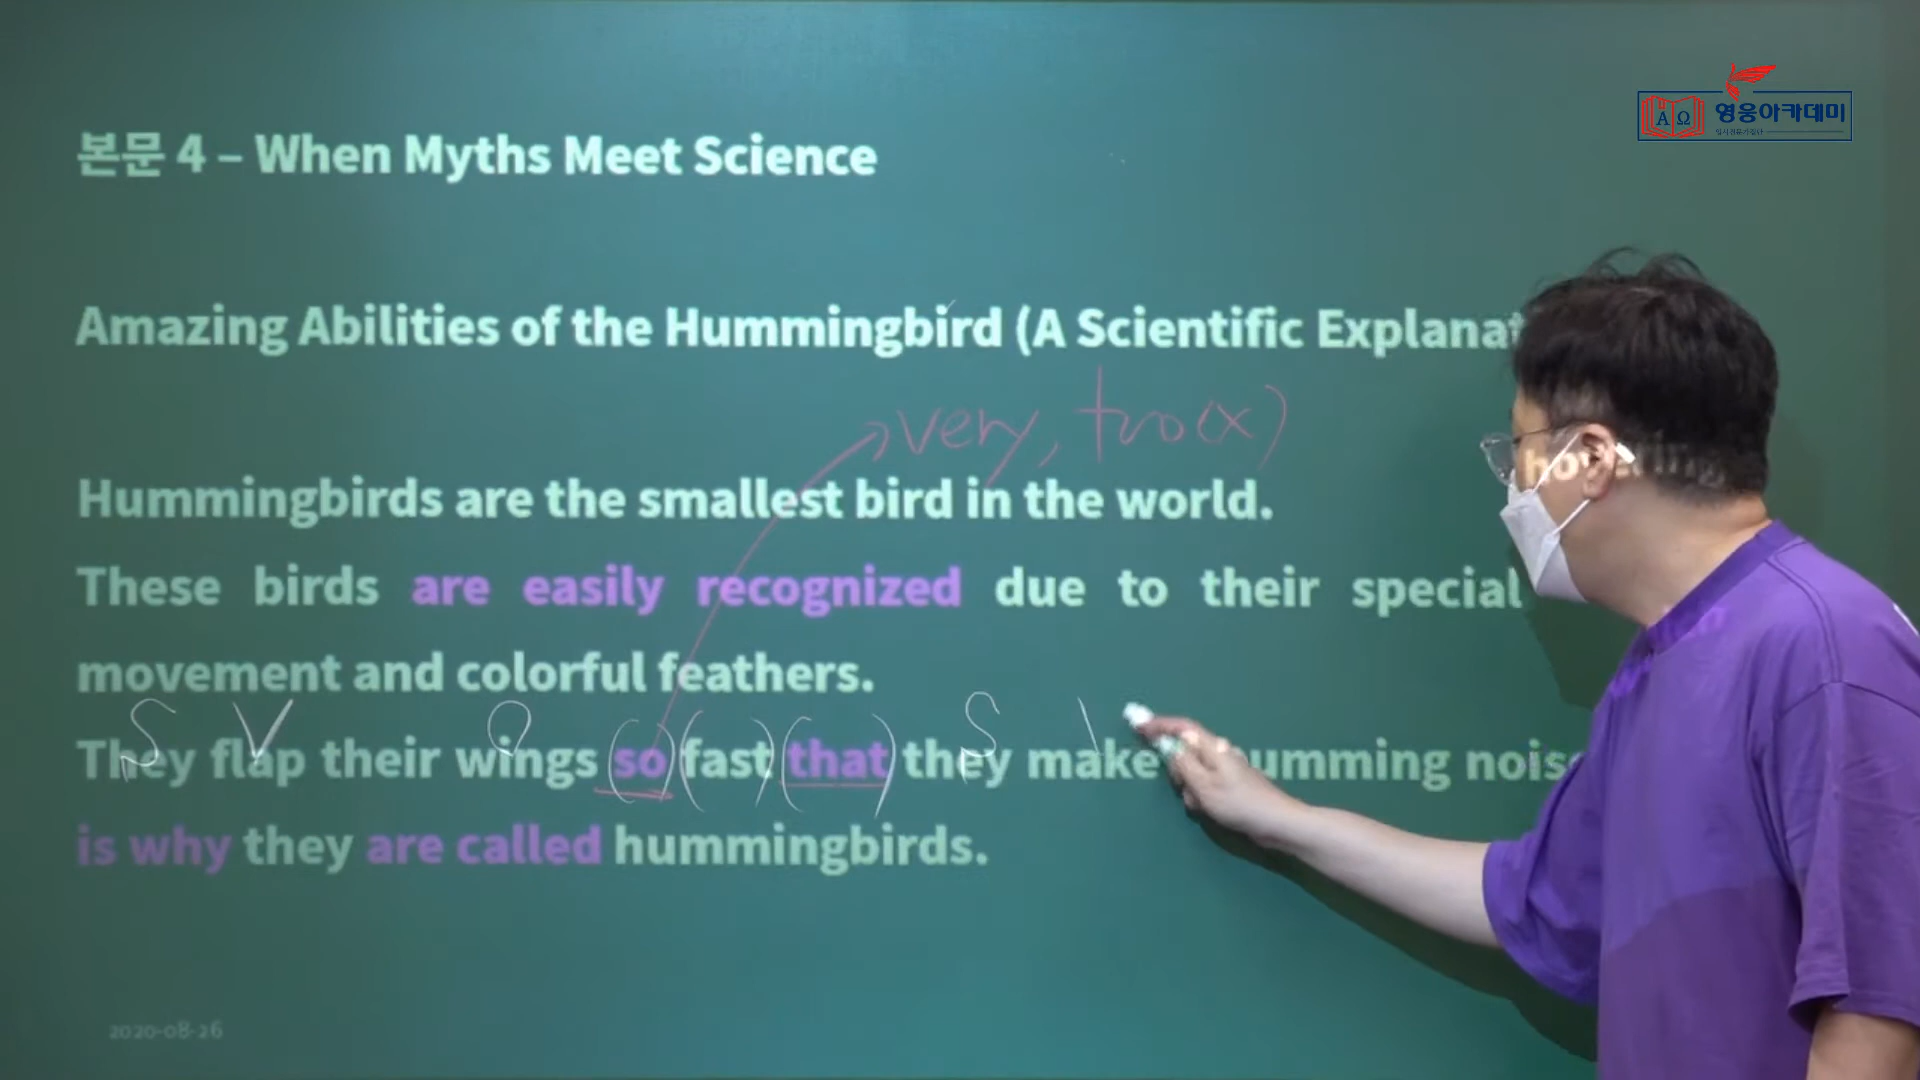 ΑΩ 영웅아카데미
본문 4 – When Myths Meet Science
Amazing Abilities of the Hummingbird (A Scientific Explanat
very, too(x)
Hummingbirds are the smallest bird in the world.
These birds are easily recognized due to their special
movement and colorful feathers.
S V O ( ) ( ) ( ) S
They flap their wings so fast that they make humming nois
is why they are called hummingbirds.
2020-08-26